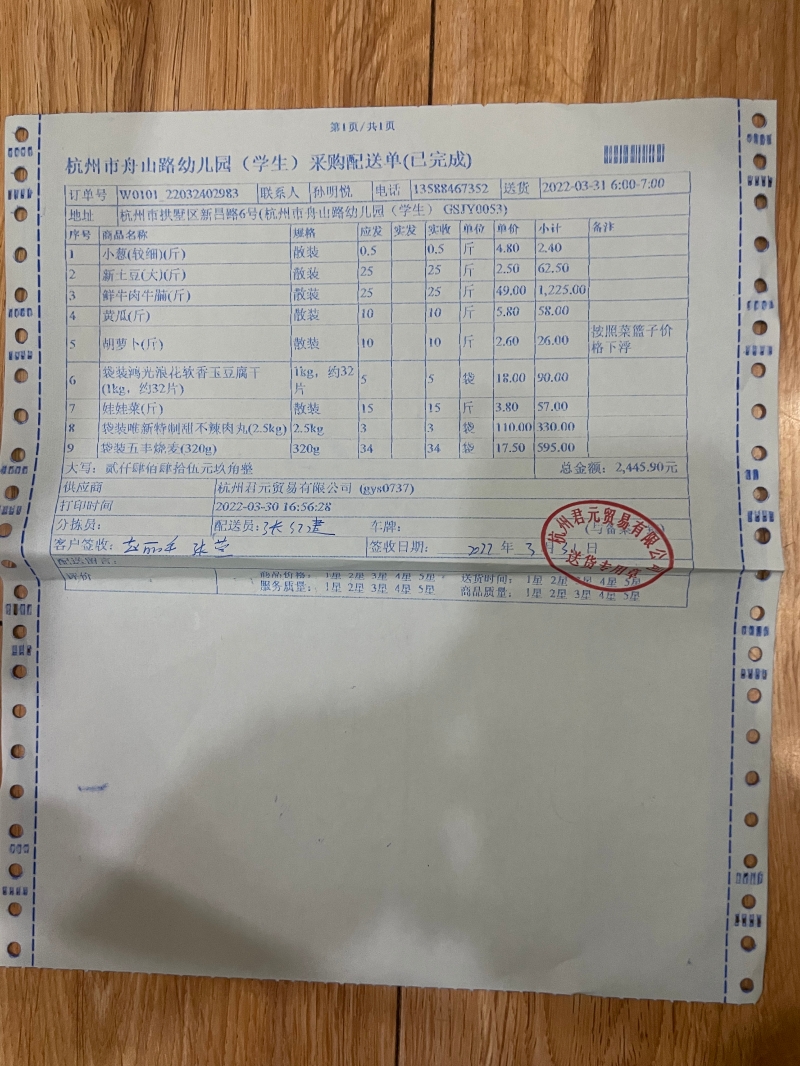 第1页/共1页
杭州市舟山路幼儿园（学生）采购配送单(已完成)
订单号 W0101_22032402983 联系人 孙明悦 电话 13588467352 送货 2022-03-31 6:00-7:00
地址 杭州市拱墅区新昌路6号(杭州市舟山路幼儿园（学生） GSJY0053)
序号 商品名称 规格 应发 实发 实收 单位 单价 小计 备注
1 小葱(较细)(斤) 散装 0.5 0.5 斤 4.80 2.40
2 新土豆(大)(斤) 散装 25 25 斤 2.50 62.50
3 鲜牛肉牛腩(斤) 散装 25 25 斤 49.00 1,225.00
4 黄瓜(斤) 散装 10 10 斤 5.80 58.00
5 胡萝卜(斤) 散装 10 10 斤 2.60 26.00 按照菜篮子价
格下浮
6 袋装鸿光浪花软香玉豆腐干 1kg，约32 5 5 袋 18.00 90.00
(1kg，约32片) 片
7 娃娃菜(斤) 散装 15 15 斤 3.80 57.00
8 袋装唯新特制甜不辣肉丸(2.5kg) 2.5kg 3 3 袋 110.00 330.00
9 袋装五丰烧麦(320g) 320g 34 34 袋 17.50 595.00
大写：贰仟肆佰肆拾伍元玖角整 总金额：2,445.90元
供应商 杭州君元贸易有限公司 (gys0737)
打印时间 2022-03-30 16:56:28
分拣员： 配送员： 车牌：
客户签收： 签收日期： 2022 年 3 月 31 日
杭州君元贸易有限公司
送货专用章
配送留言：
评价 商品价格： 1星 2星 3星 4星 5星 送货时间： 1星 2星 3星 4星 5星
服务质量： 1星 2星 3星 4星 5星 商品质量： 1星 2星 3星 4星 5星